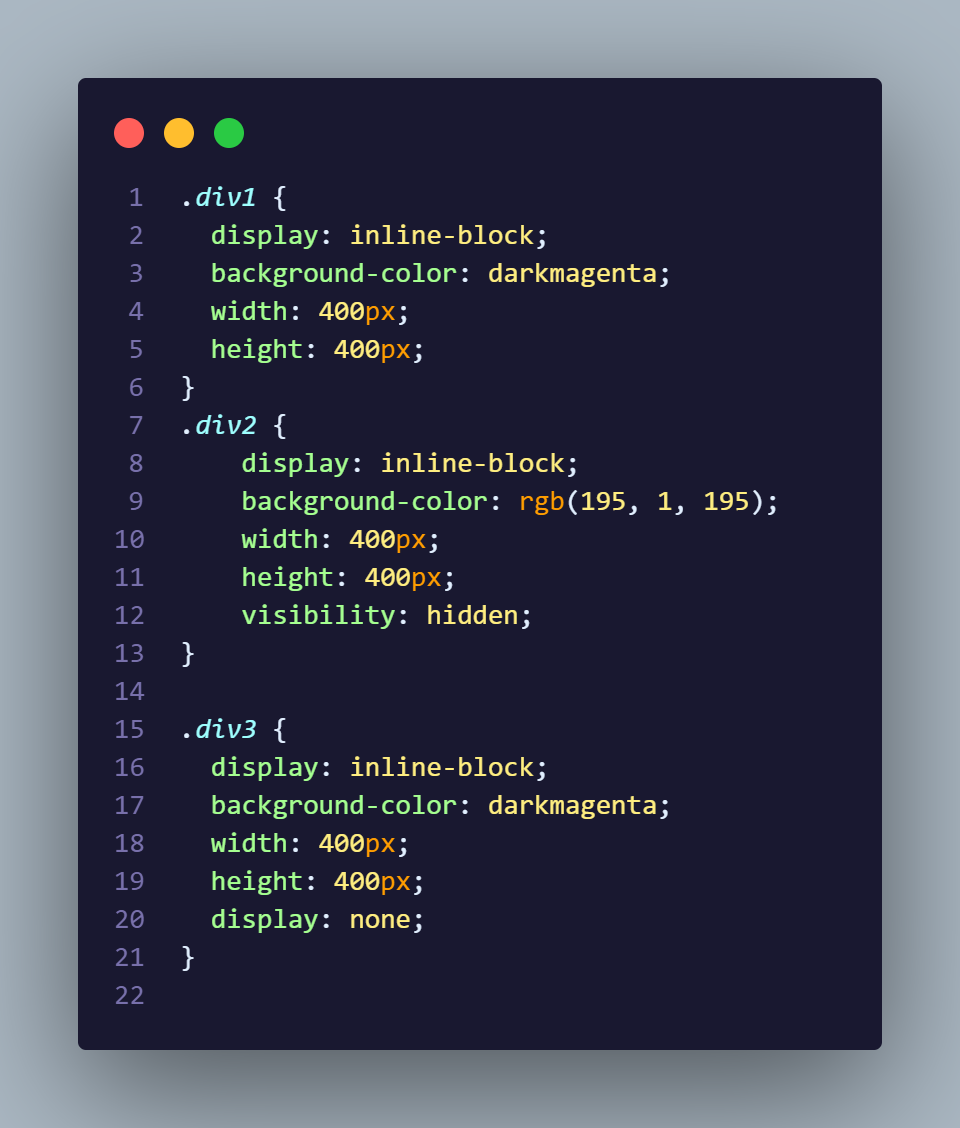 1 .div1 {
2   display: inline-block;
3   background-color: darkmagenta;
4   width: 400px;
5   height: 400px;
6 }
7 .div2 {
8     display: inline-block;
9     background-color: rgb(195, 1, 195);
10     width: 400px;
11     height: 400px;
12     visibility: hidden;
13 }
14
15 .div3 {
16   display: inline-block;
17   background-color: darkmagenta;
18   width: 400px;
19   height: 400px;
20   display: none;
21 }
22